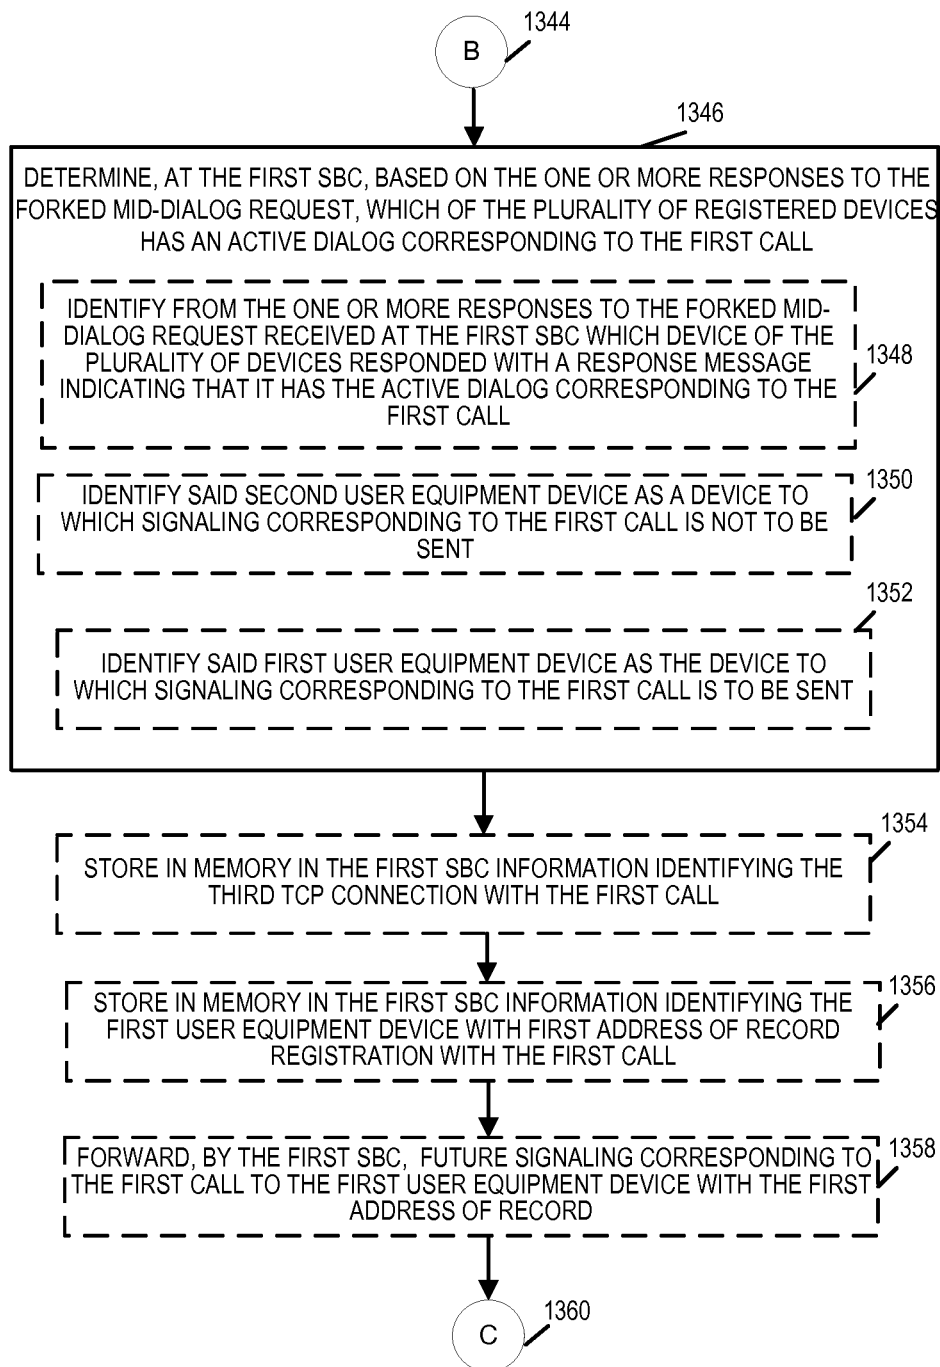 1344
B
1346
DETERMINE, AT THE FIRST SBC, BASED ON THE ONE OR MORE RESPONSES TO THE
FORKED MID-DIALOG REQUEST, WHICH OF THE PLURALITY OF REGISTERED DEVICES
HAS AN ACTIVE DIALOG CORRESPONDING TO THE FIRST CALL
IDENTIFY FROM THE ONE OR MORE RESPONSES TO THE FORKED MID-
DIALOG REQUEST RECEIVED AT THE FIRST SBC WHICH DEVICE OF THE
PLURALITY OF DEVICES RESPONDED WITH A RESPONSE MESSAGE
INDICATING THAT IT HAS THE ACTIVE DIALOG CORRESPONDING TO THE
FIRST CALL
1348
IDENTIFY SAID SECOND USER EQUIPMENT DEVICE AS A DEVICE TO
WHICH SIGNALING CORRESPONDING TO THE FIRST CALL IS NOT TO BE
SENT
1350
1352
IDENTIFY SAID FIRST USER EQUIPMENT DEVICE AS THE DEVICE TO
WHICH SIGNALING CORRESPONDING TO THE FIRST CALL IS TO BE SENT
1354
STORE IN MEMORY IN THE FIRST SBC INFORMATION IDENTIFYING THE
THIRD TCP CONNECTION WITH THE FIRST CALL
1356
STORE IN MEMORY IN THE FIRST SBC INFORMATION IDENTIFYING THE
FIRST USER EQUIPMENT DEVICE WITH FIRST ADDRESS OF RECORD
REGISTRATION WITH THE FIRST CALL
1358
FORWARD, BY THE FIRST SBC, FUTURE SIGNALING CORRESPONDING TO
THE FIRST CALL TO THE FIRST USER EQUIPMENT DEVICE WITH THE FIRST
ADDRESS OF RECORD
C
1360